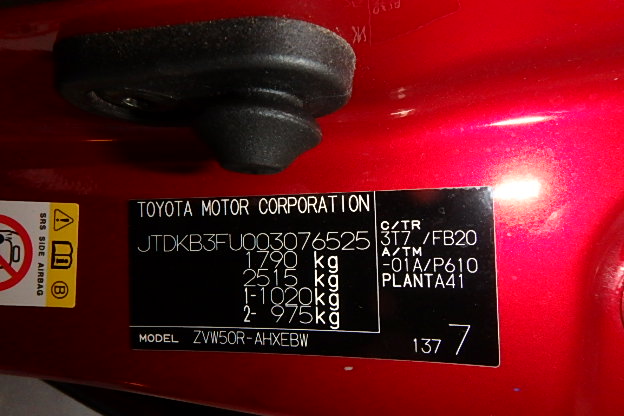 TOYOTA MOTOR CORPORATION
JTDKB3FU003076525
1790 kg
2515 kg
1-1020kg
2- 975kg
MODEL ZVW50R-AHXEBW
C/TR
3T7 /FB20
A/TM
-01A/P610
PLANTA41
137 7
SRS SIDE AIRBAG
B